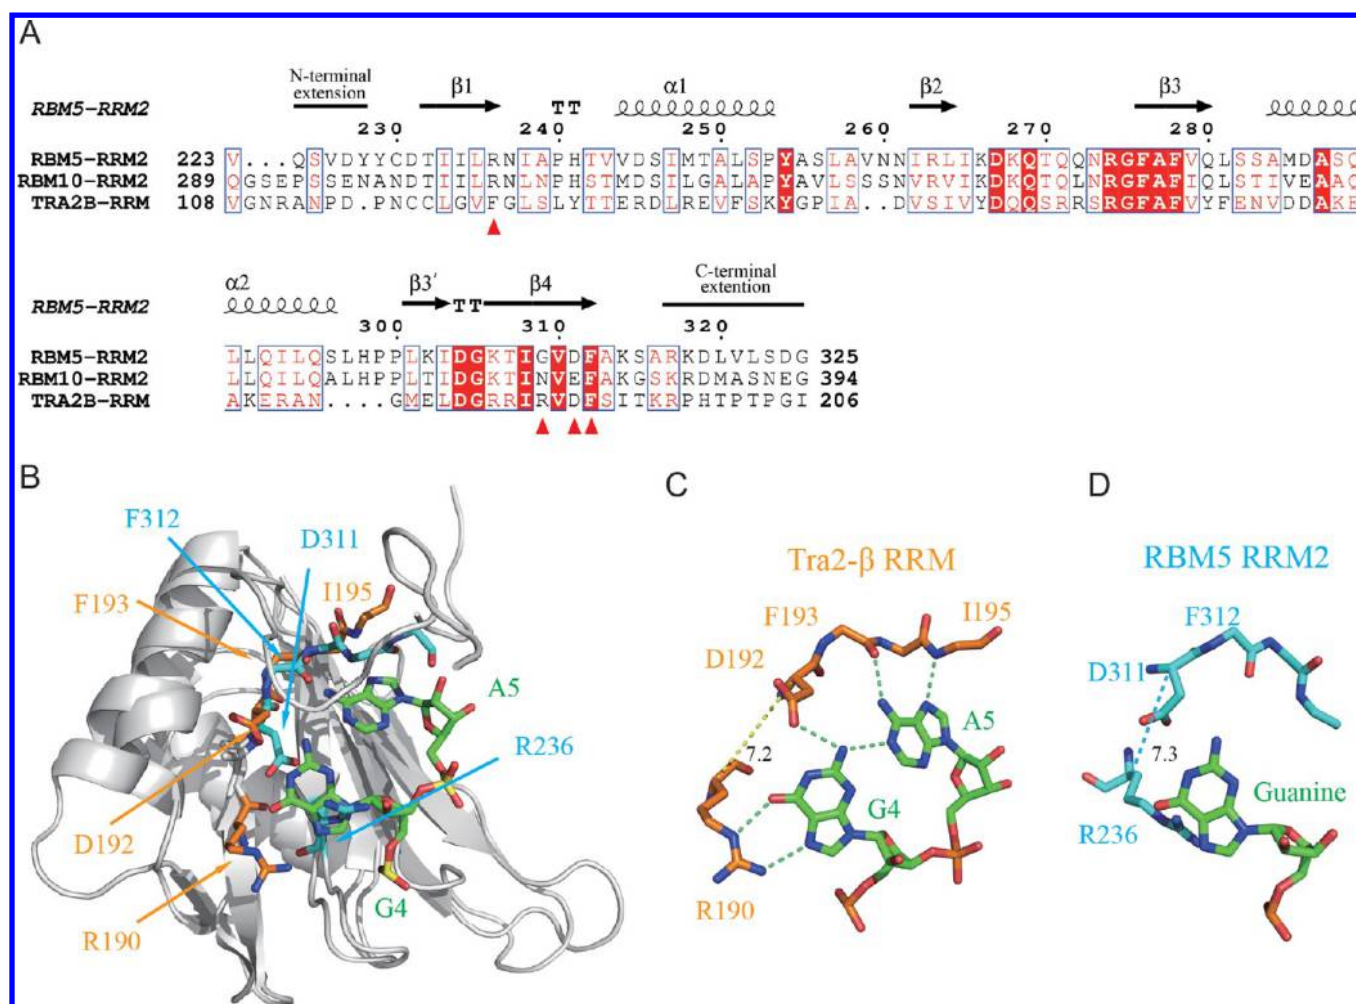 A
N-terminal
extension β1 α1 β2 β3
RBM5-RRM2 TT
230 240 250 260 270 280
RBM5-RRM2 223 V...QSVDYYCDTIILRNIAPHTVVDSIMTALSPYASLAVNNIRLIKDKQTQQNRGFAFVQLSSAMDASQ
RBM10-RRM2 289 QGSEPSSENANDTIILRNLNPHSTMDSILGALAPYAVLSSSNVRVIKDKQTQLNRGFAFIQLSTIVEAAQ
TRA2B-RRM 108 VGNRANPD.PNCCLGVFGLSLYTTERDLREVFSKYGPIA..DVSIVYDQQSRRSRGFAFVYFENVDDAKE
α2 β3′ β4 C-terminal
extention
RBM5-RRM2 TT
300 310 320
RBM5-RRM2 LLQILQSLHPPLKIDGKTIGVDFAKSARKDLVLSDG 325
RBM10-RRM2 LLQILQALHPPLTIDGKTINVEFAKGSKRDMASNEG 394
TRA2B-RRM AKERAN....GMELDGRRIRVDFSITKRPHTPTPGI 206
B
F312
D311
F193
I195
A5
R236
D192
G4
R190
C
Tra2-β RRM
F193
I195
D192
A5
7.2
G4
R190
D
RBM5 RRM2
F312
D311
7.3
Guanine
R236